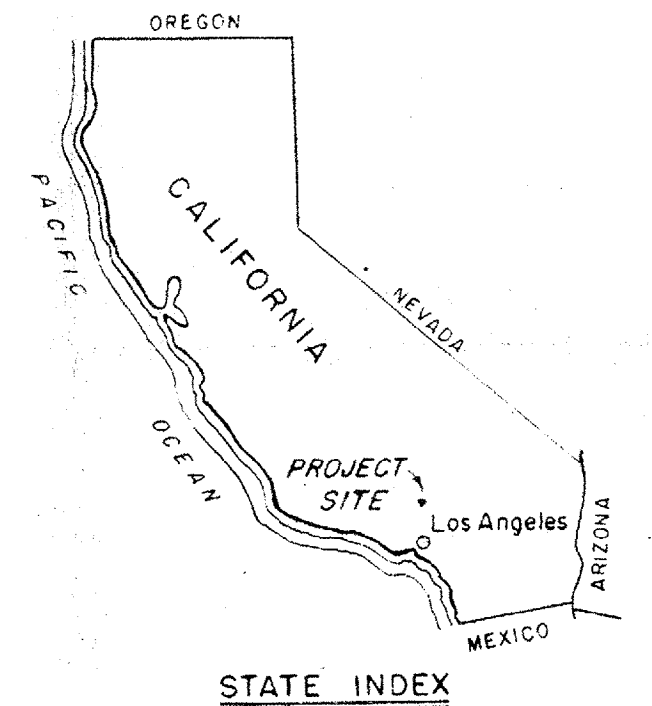 OREGON
PACIFIC
CALIFORNIA
NEVADA
OCEAN
PROJECT
SITE
Los Angeles
ARIZONA
MEXICO
STATE INDEX